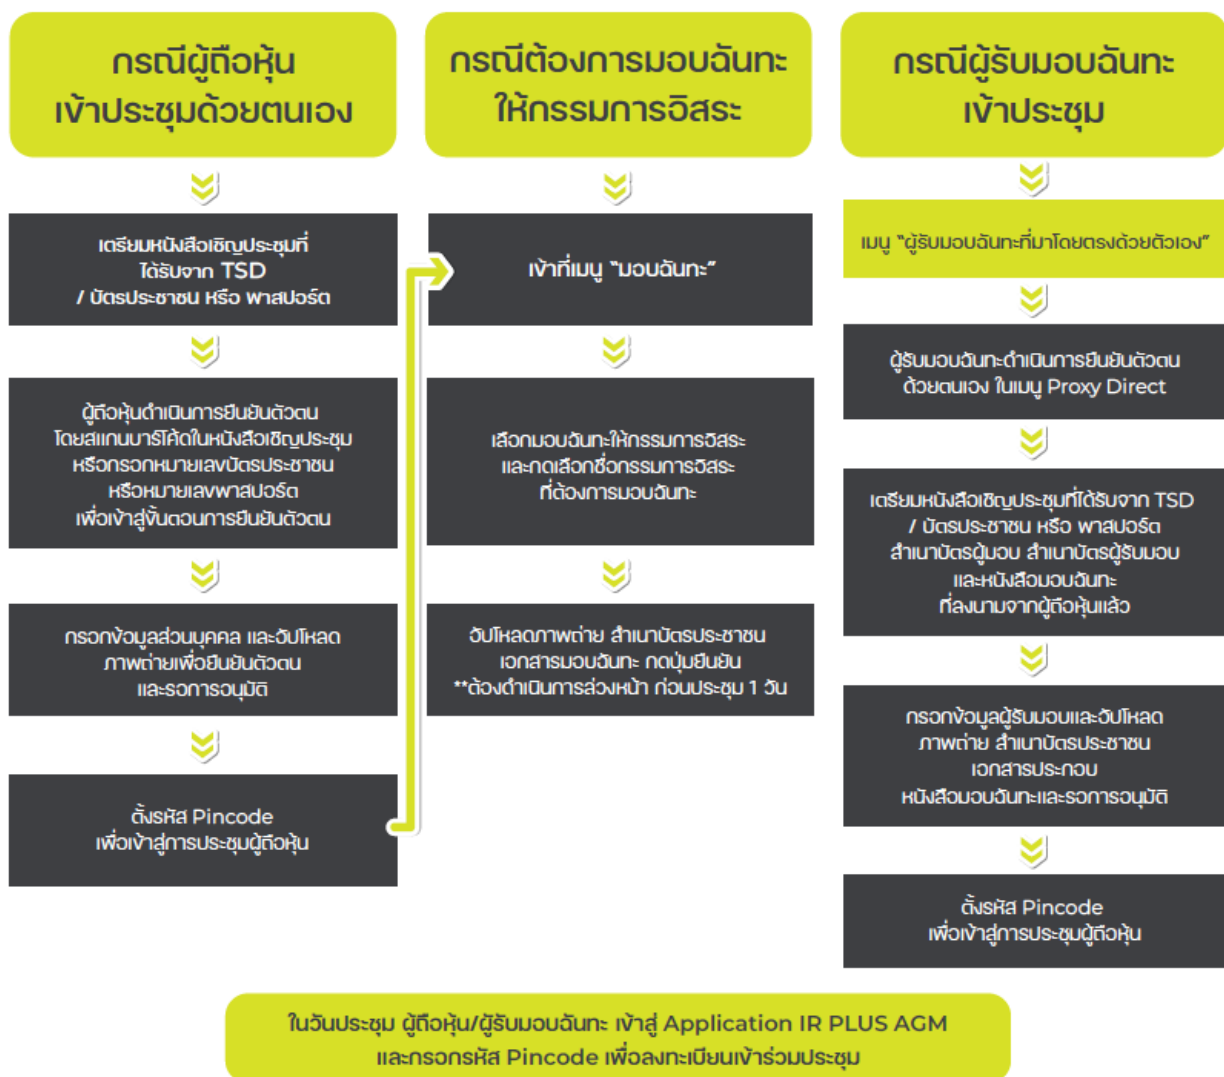 กรณีผู้ถือหุ้น
เข้าประชุมด้วยตนเอง
เตรียมหนังสือเชิญประชุมที่
ได้รับจาก TSD
/ บัตรประชาชน หรือ พาสปอร์ต
ผู้ถือหุ้นดำเนินการยืนยันตัวตน
โดยสแกนบาร์โค้ดในหนังสือเชิญประชุม
หรือกรอกหมายเลขบัตรประชาชน
หรือหมายเลขพาสปอร์ต
เพื่อเข้าสู่ขั้นตอนการยืนยันตัวตน
กรอกข้อมูลส่วนบุคคล และอัปโหลด
ภาพถ่ายเพื่อยืนยันตัวตน
และรอการอนุมัติ
ตั้งรหัส Pincode
เพื่อเข้าสู่การประชุมผู้ถือหุ้น
กรณีต้องการมอบฉันทะ
ให้กรรมการอิสระ
เข้าที่เมนู "มอบฉันทะ"
เลือกมอบฉันทะให้กรรมการอิสระ
และกดเลือกชื่อกรรมการอิสระ
ที่ต้องการมอบฉันทะ
อัปโหลดภาพถ่าย สำเนาบัตรประชาชน
เอกสารมอบฉันทะ กดปุ่มยืนยัน
**ต้องดำเนินการล่วงหน้า ก่อนประชุม 1 วัน
กรณีผู้รับมอบฉันทะ
เข้าประชุม
เมนู "ผู้รับมอบฉันทะที่มาโดยตรงด้วยตัวเอง"
ผู้รับมอบฉันทะดำเนินการยืนยันตัวตน
ด้วยตนเอง ในเมนู Proxy Direct
เตรียมหนังสือเชิญประชุมที่ได้รับจาก TSD
/ บัตรประชาชน หรือ พาสปอร์ต
สำเนาบัตรผู้มอบ สำเนาบัตรผู้รับมอบ
และหนังสือมอบฉันทะ
ที่ลงนามจากผู้ถือหุ้นแล้ว
กรอกข้อมูลผู้รับมอบและอัปโหลด
ภาพถ่าย สำเนาบัตรประชาชน
เอกสารประกอบ
หนังสือมอบฉันทะและรอการอนุมัติ
ตั้งรหัส Pincode
เพื่อเข้าสู่การประชุมผู้ถือหุ้น
ในวันประชุม ผู้ถือหุ้น/ผู้รับมอบฉันทะ เข้าสู่ Application IR PLUS AGM
และกรอกรหัส Pincode เพื่อลงทะเบียนเข้าร่วมประชุม